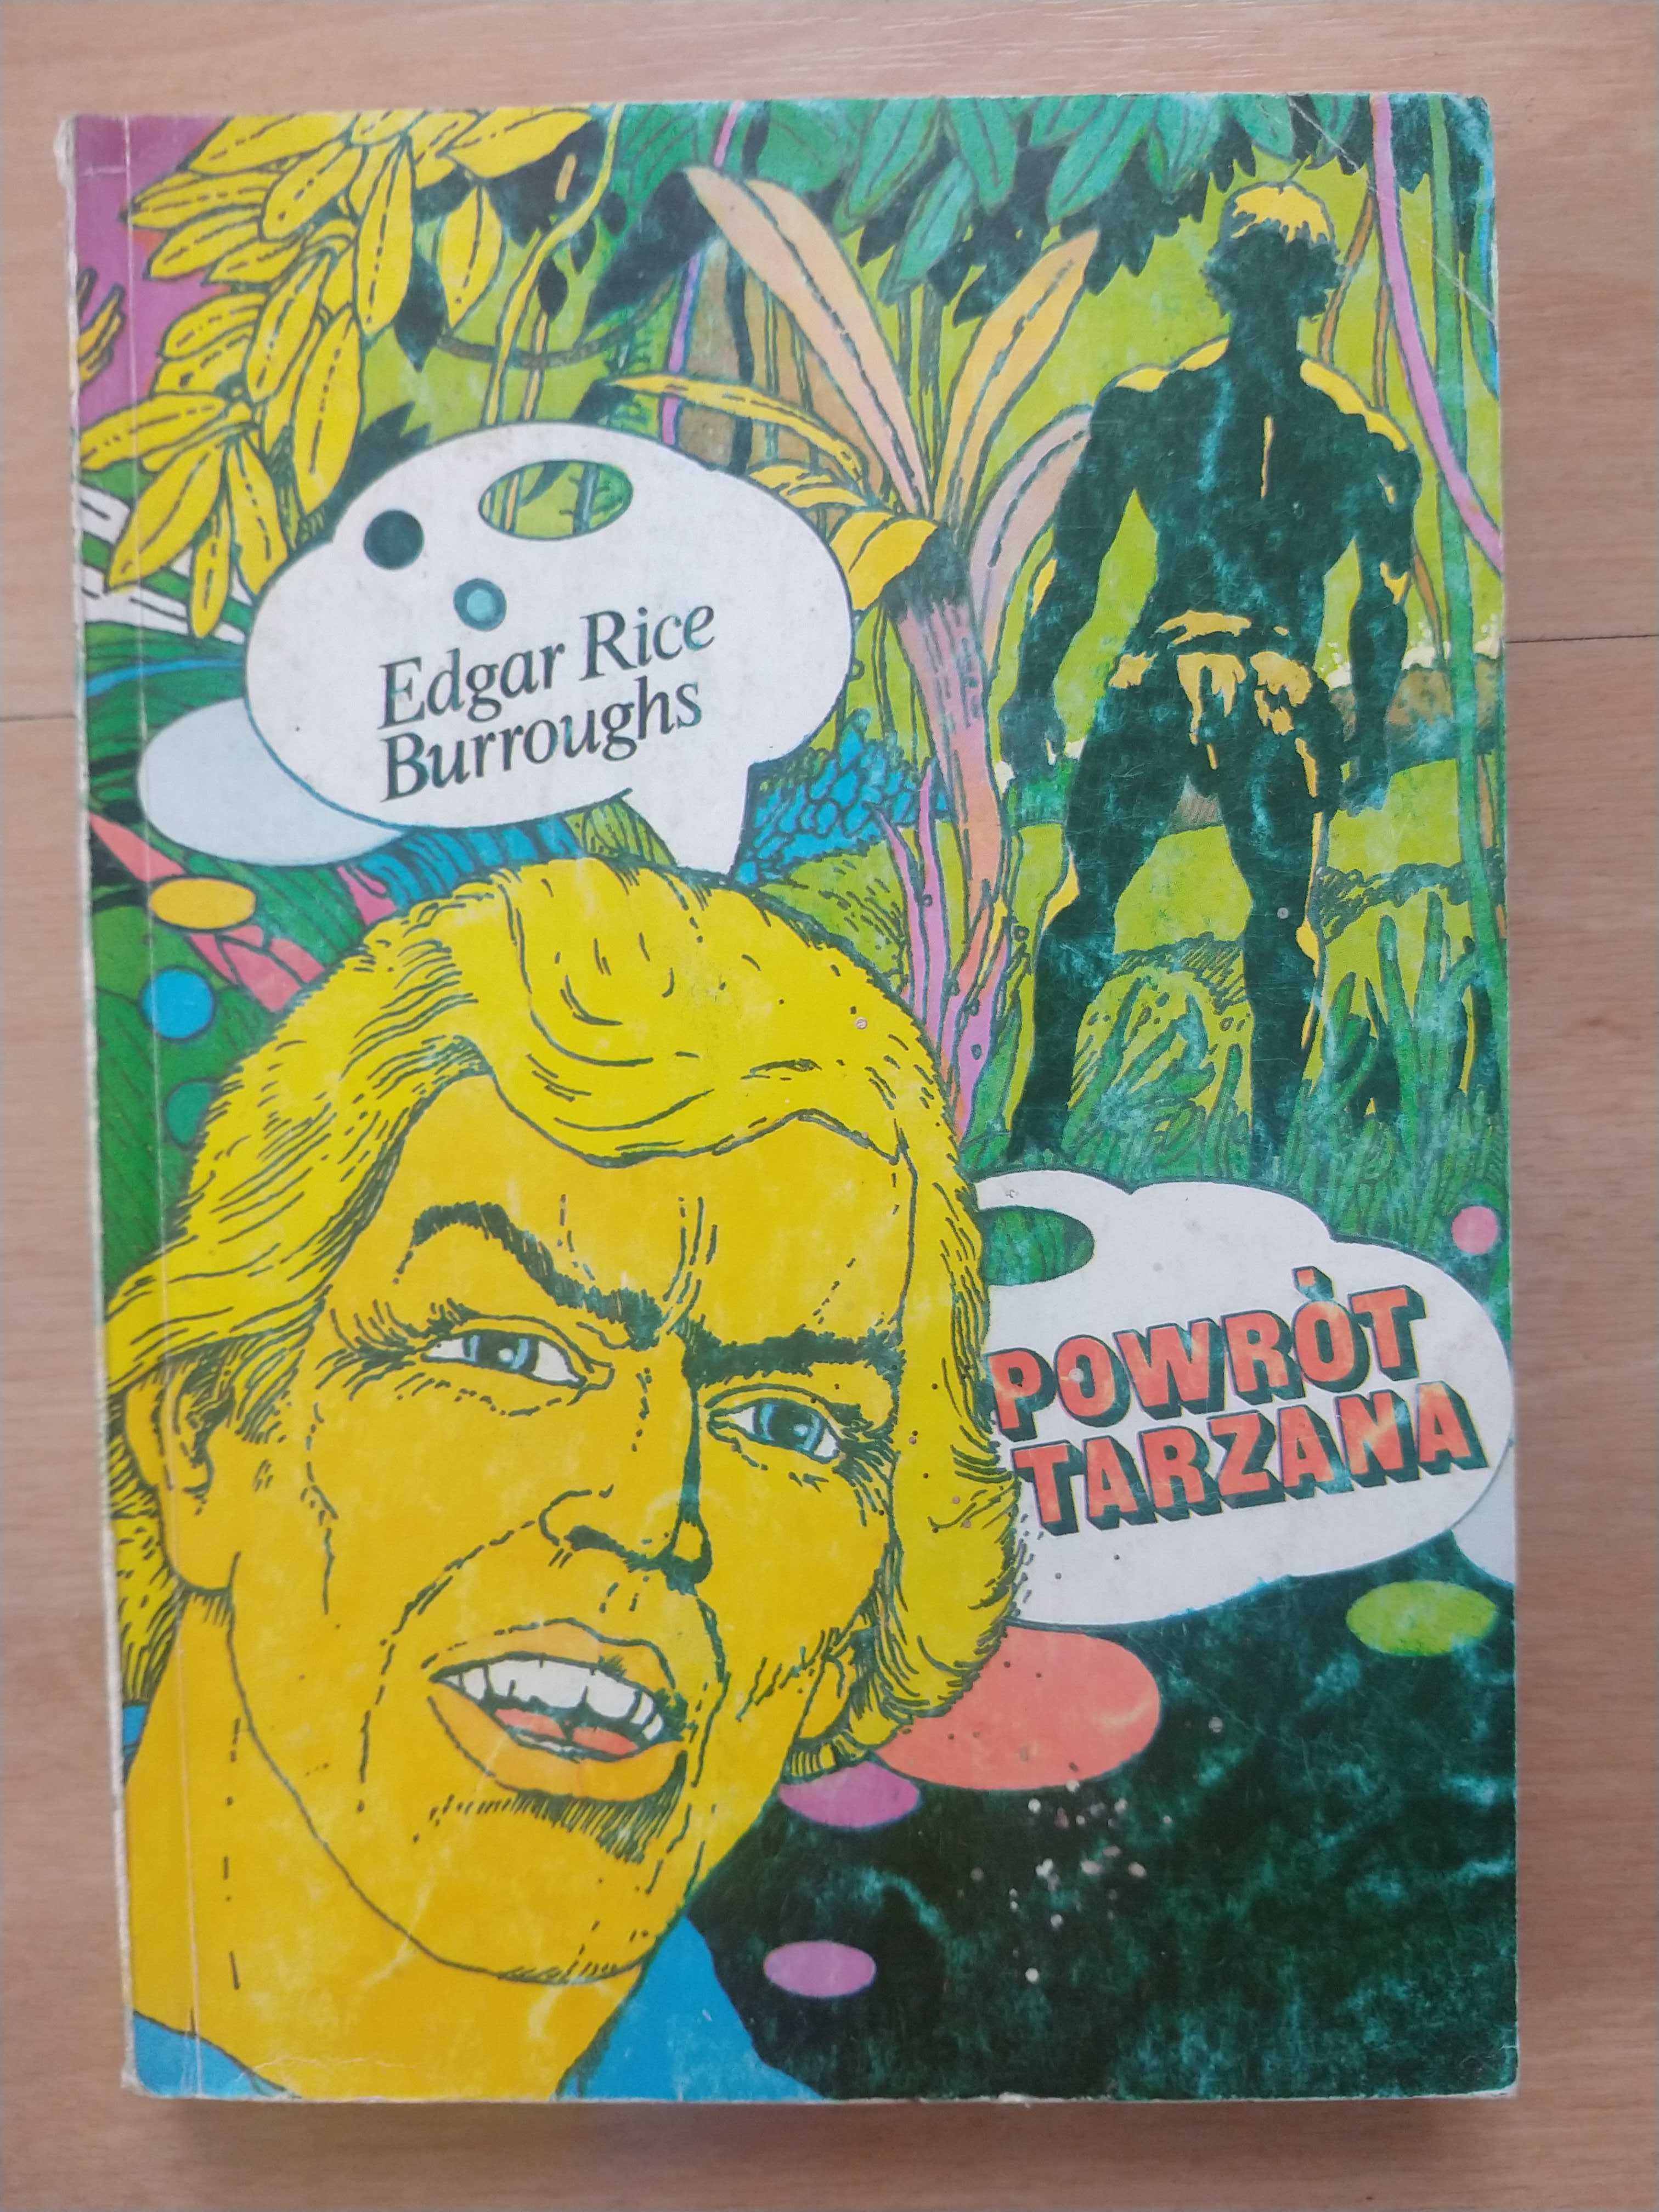 Edgar Rice
Burroughs
POWRÓT
TARZANA